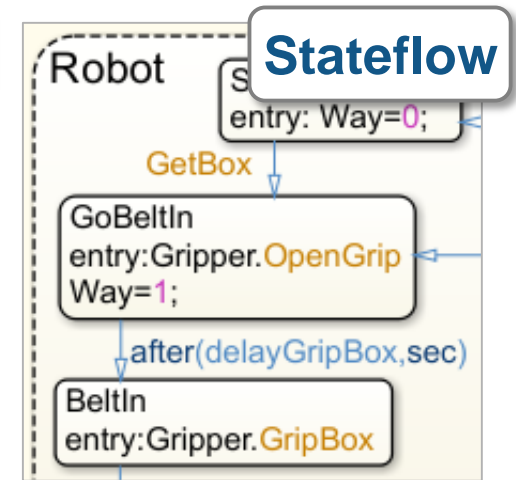 Stateflow
Robot
S
entry: Way=0;
GetBox
GoBeltIn
entry:Gripper.OpenGrip
Way=1;
after(delayGripBox,sec)
BeltIn
entry:Gripper.GripBox